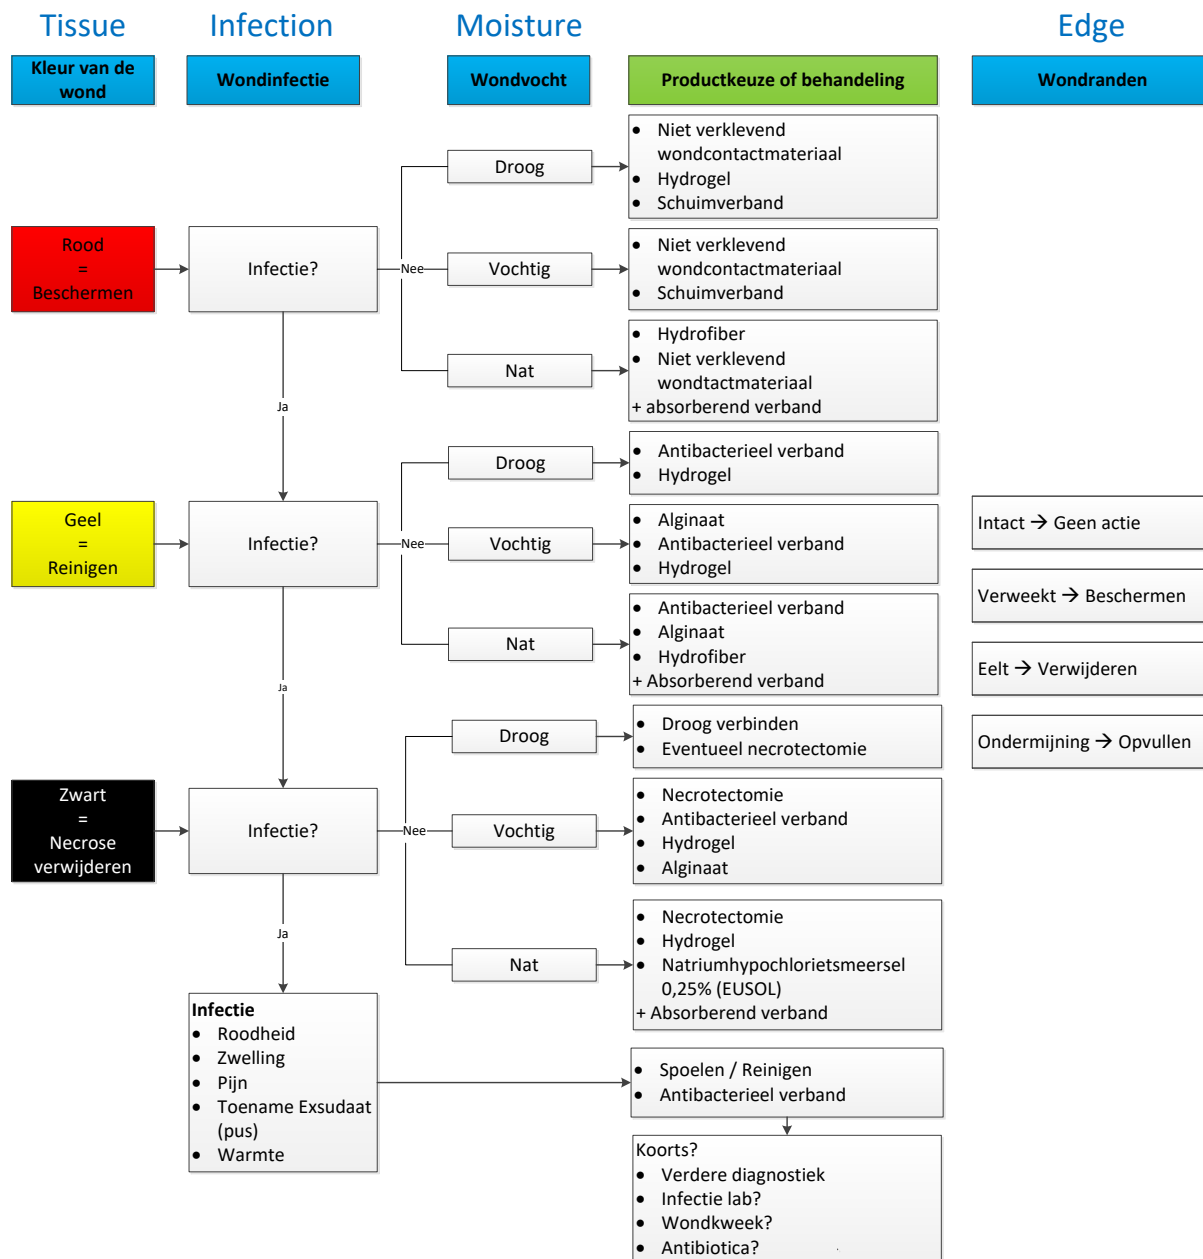 Tissue
Infection
Moisture
Edge
Kleur van de
wond
Wondinfectie
Wondvocht
Productkeuze of behandeling
Wondranden
Rood
=
Beschermen
Infectie?
Nee
Droog
• Niet verklevend
wondcontactmateriaal
• Hydrogel
• Schuimverband
Vochtig
• Niet verklevend
wondcontactmateriaal
• Schuimverband
Nat
• Hydrofiber
• Niet verklevend
wondtactmateriaal
+ absorberend verband
Ja
Geel
=
Reinigen
Infectie?
Nee
Droog
• Antibacterieel verband
• Hydrogel
Vochtig
• Alginaat
• Antibacterieel verband
• Hydrogel
Nat
• Antibacterieel verband
• Alginaat
• Hydrofiber
+ Absorberend verband
Ja
Zwart
=
Necrose
verwijderen
Infectie?
Nee
Droog
• Droog verbinden
• Eventueel necrotectomie
Vochtig
• Necrotectomie
• Antibacterieel verband
• Hydrogel
• Alginaat
Nat
• Necrotectomie
• Hydrogel
• Natriumhypochlorietsmeersel
0,25% (EUSOL)
+ Absorberend verband
Ja
Infectie
• Roodheid
• Zwelling
• Pijn
• Toename Exsudaat
(pus)
• Warmte
• Spoelen / Reinigen
• Antibacterieel verband
Koorts?
• Verdere diagnostiek
• Infectie lab?
• Wondkweek?
• Antibiotica?
Intact → Geen actie
Verweekt → Beschermen
Eelt → Verwijderen
Ondermijning → Opvullen